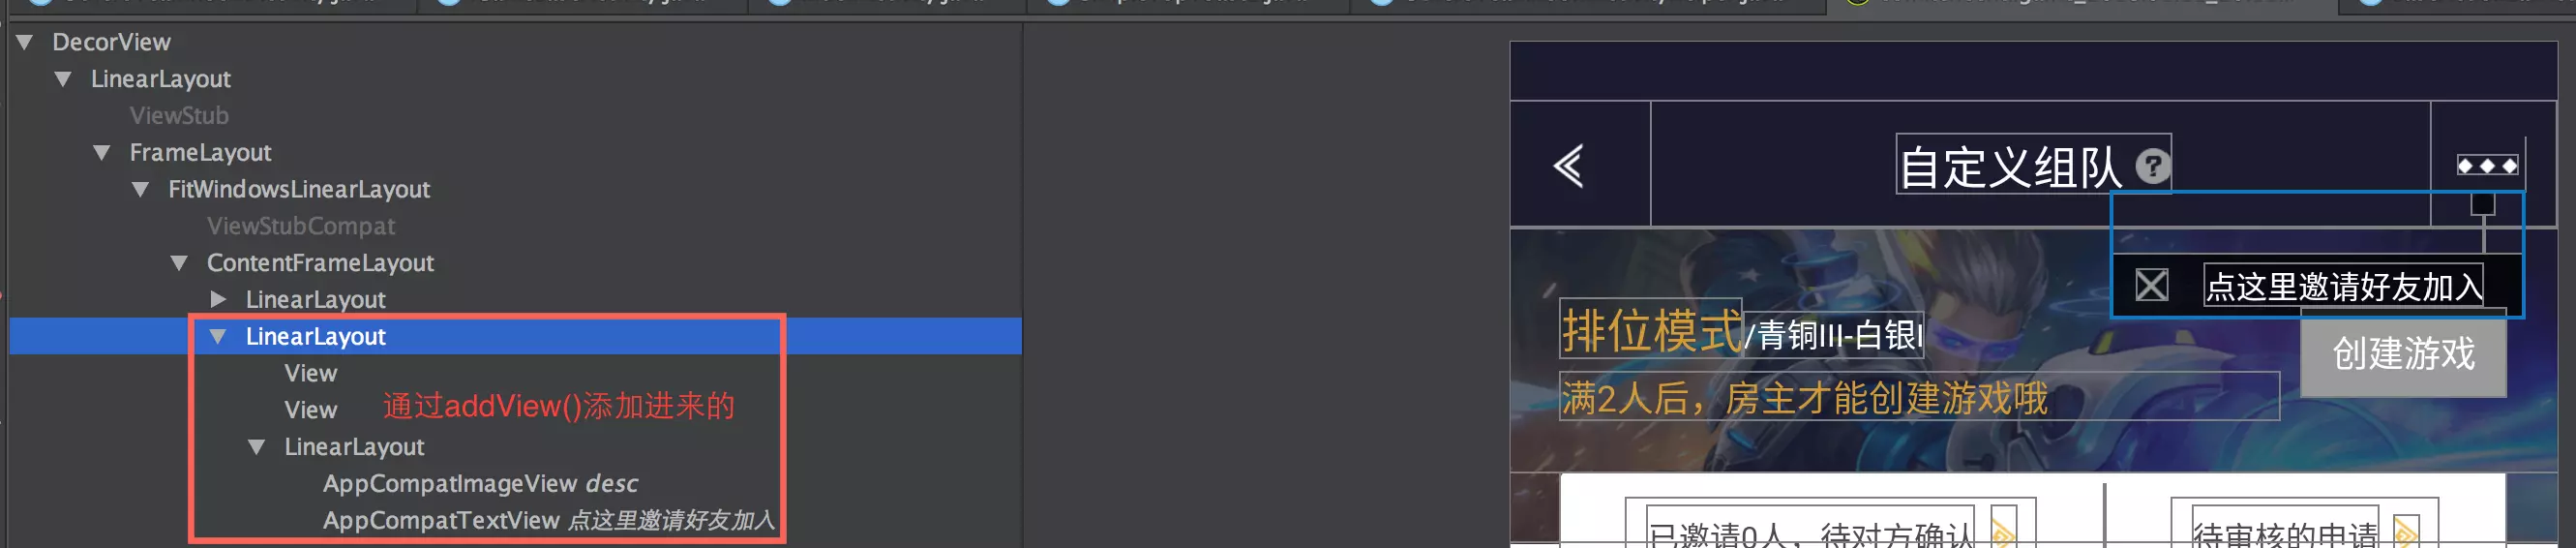 DecorView
LinearLayout
ViewStub
FrameLayout
FitWindowsLinearLayout
ViewStubCompat
ContentFrameLayout
LinearLayout
LinearLayout
View
View
通过addView()添加进来的
LinearLayout
AppCompatImageView desc
AppCompatTextView 点这里邀请好友加入
自定义组队 ?
点这里邀请好友加入
排位模式/青铜III-白银I
创建游戏
满2人后，房主才能创建游戏哦
已邀请0人，待对方确认
待审核的申请